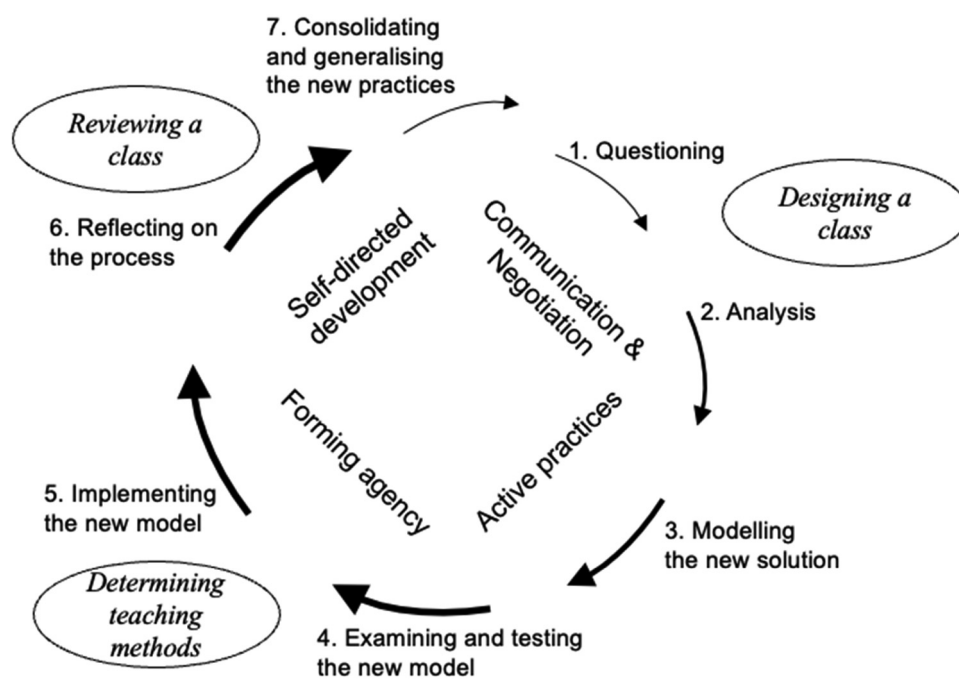 7. Consolidating
and generalising
the new practices
Reviewing a
class
1. Questioning
Designing a
class
6. Reflecting on
the process
Self-directed
development
Communication &
Negotiation
2. Analysis
Forming agency
Active practices
5. Implementing
the new model
3. Modelling
the new solution
Determining
teaching
methods
4. Examining and testing
the new model